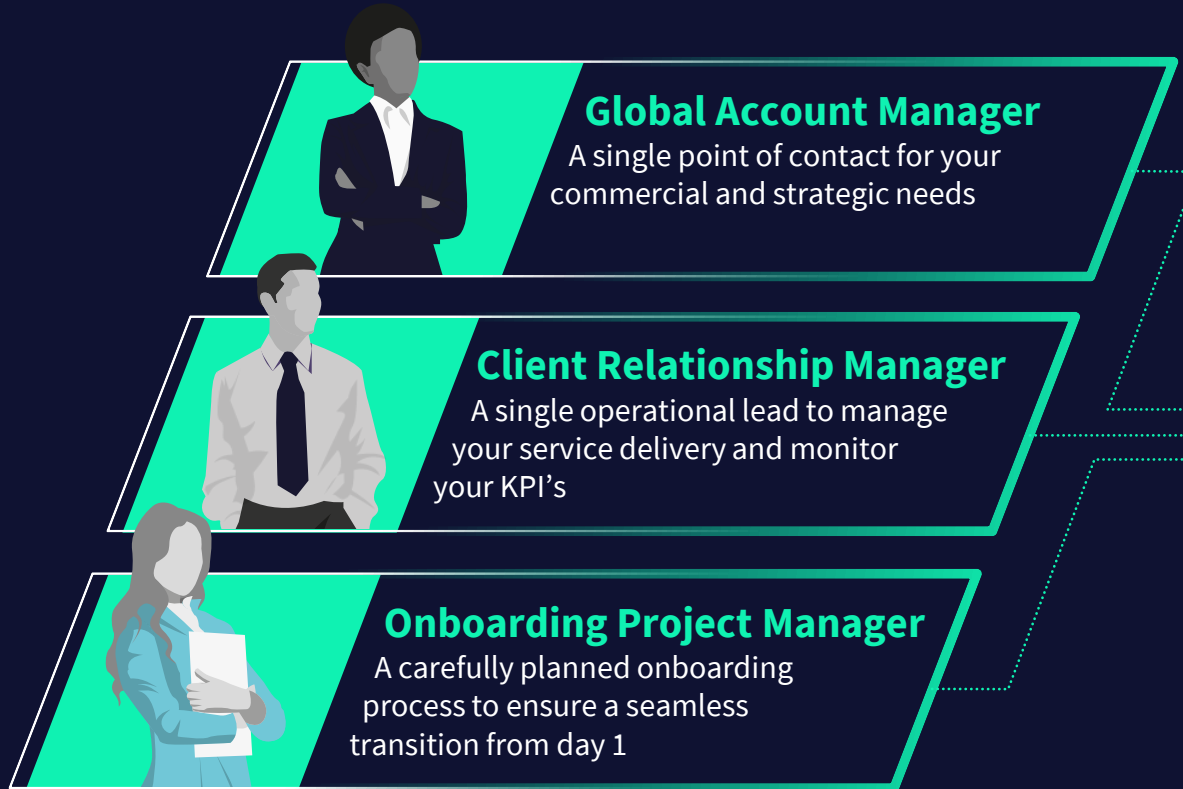 Global Account Manager
A single point of contact for your
commercial and strategic needs
Client Relationship Manager
A single operational lead to manage
your service delivery and monitor
your KPI’s
Onboarding Project Manager
A carefully planned onboarding
process to ensure a seamless
transition from day 1